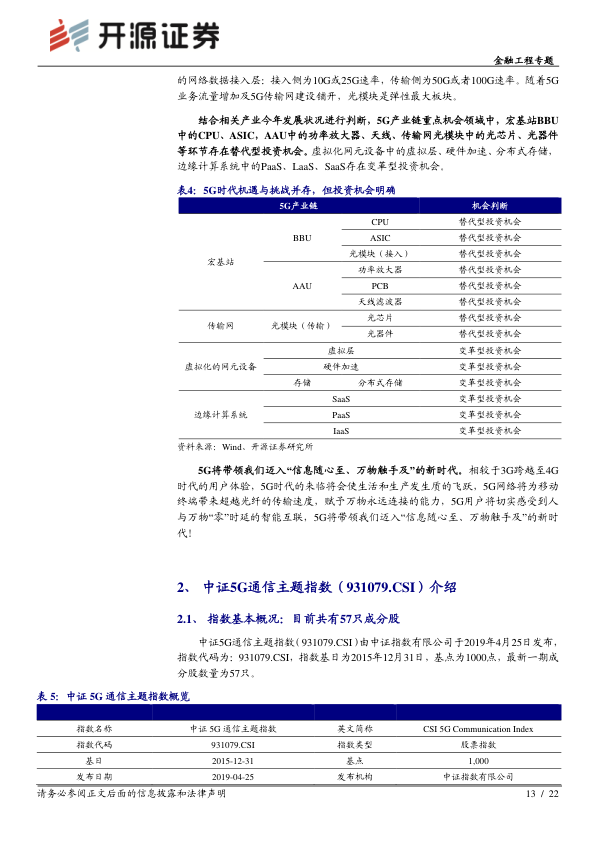 开源证券
金融工程专题
的网络数据接入层：接入侧为10G或25G速率，传输侧为50G或者100G速率。随着5G
业务流量增加及5G传输网建设铺开，光模块是弹性最大板块。
结合相关产业今年发展状况进行判断，5G产业链重点机会领域中，宏基站BBU
中的CPU、ASIC，AAU中的功率放大器、天线、传输网光模块中的光芯片、光器件
等环节存在替代型投资机会。虚拟化网元设备中的虚拟层、硬件加速、分布式存储，
边缘计算系统中的PaaS、LaaS、SaaS存在变革型投资机会。
表4：5G时代机遇与挑战并存，但投资机会明确
5G产业链 机会判断
CPU 替代型投资机会
BBU ASIC 替代型投资机会
光模块（接入） 替代型投资机会
宏基站
功率放大器 替代型投资机会
AAU PCB 替代型投资机会
天线滤波器 替代型投资机会
光芯片 替代型投资机会
传输网 光模块（传输）
光器件 替代型投资机会
虚拟层 变革型投资机会
虚拟化的网元设备 硬件加速 变革型投资机会
存储 分布式存储 变革型投资机会
SaaS 变革型投资机会
边缘计算系统 PaaS 变革型投资机会
IaaS 变革型投资机会
资料来源：Wind、开源证券研究所
5G将带领我们迈入“信息随心至、万物触手及”的新时代。相较于3G跨越至4G
时代的用户体验，5G时代的来临将会使生活和生产发生质的飞跃，5G网络将为移动
终端带来超越光纤的传输速度，赋予万物永远连接的能力，5G用户将切实感受到人
与万物“零”时延的智能互联，5G将带领我们迈入“信息随心至、万物触手及”的新时
代！
2、 中证5G通信主题指数（931079.CSI）介绍
2.1、 指数基本概况：目前共有57只成分股
中证5G通信主题指数（931079.CSI）由中证指数有限公司于2019年4月25日发布，
指数代码为：931079.CSI，指数基日为2015年12月31日，基点为1000点，最新一期成
分股数量为57只。
表 5：中证 5G 通信主题指数概览
指数名称 中证 5G 通信主题指数 英文简称 CSI 5G Communication Index
指数代码 931079.CSI 指数类型 股票指数
基日 2015-12-31 基点 1,000
发布日期 2019-04-25 发布机构 中证指数有限公司
请务必参阅正文后面的信息披露和法律声明 13 / 22